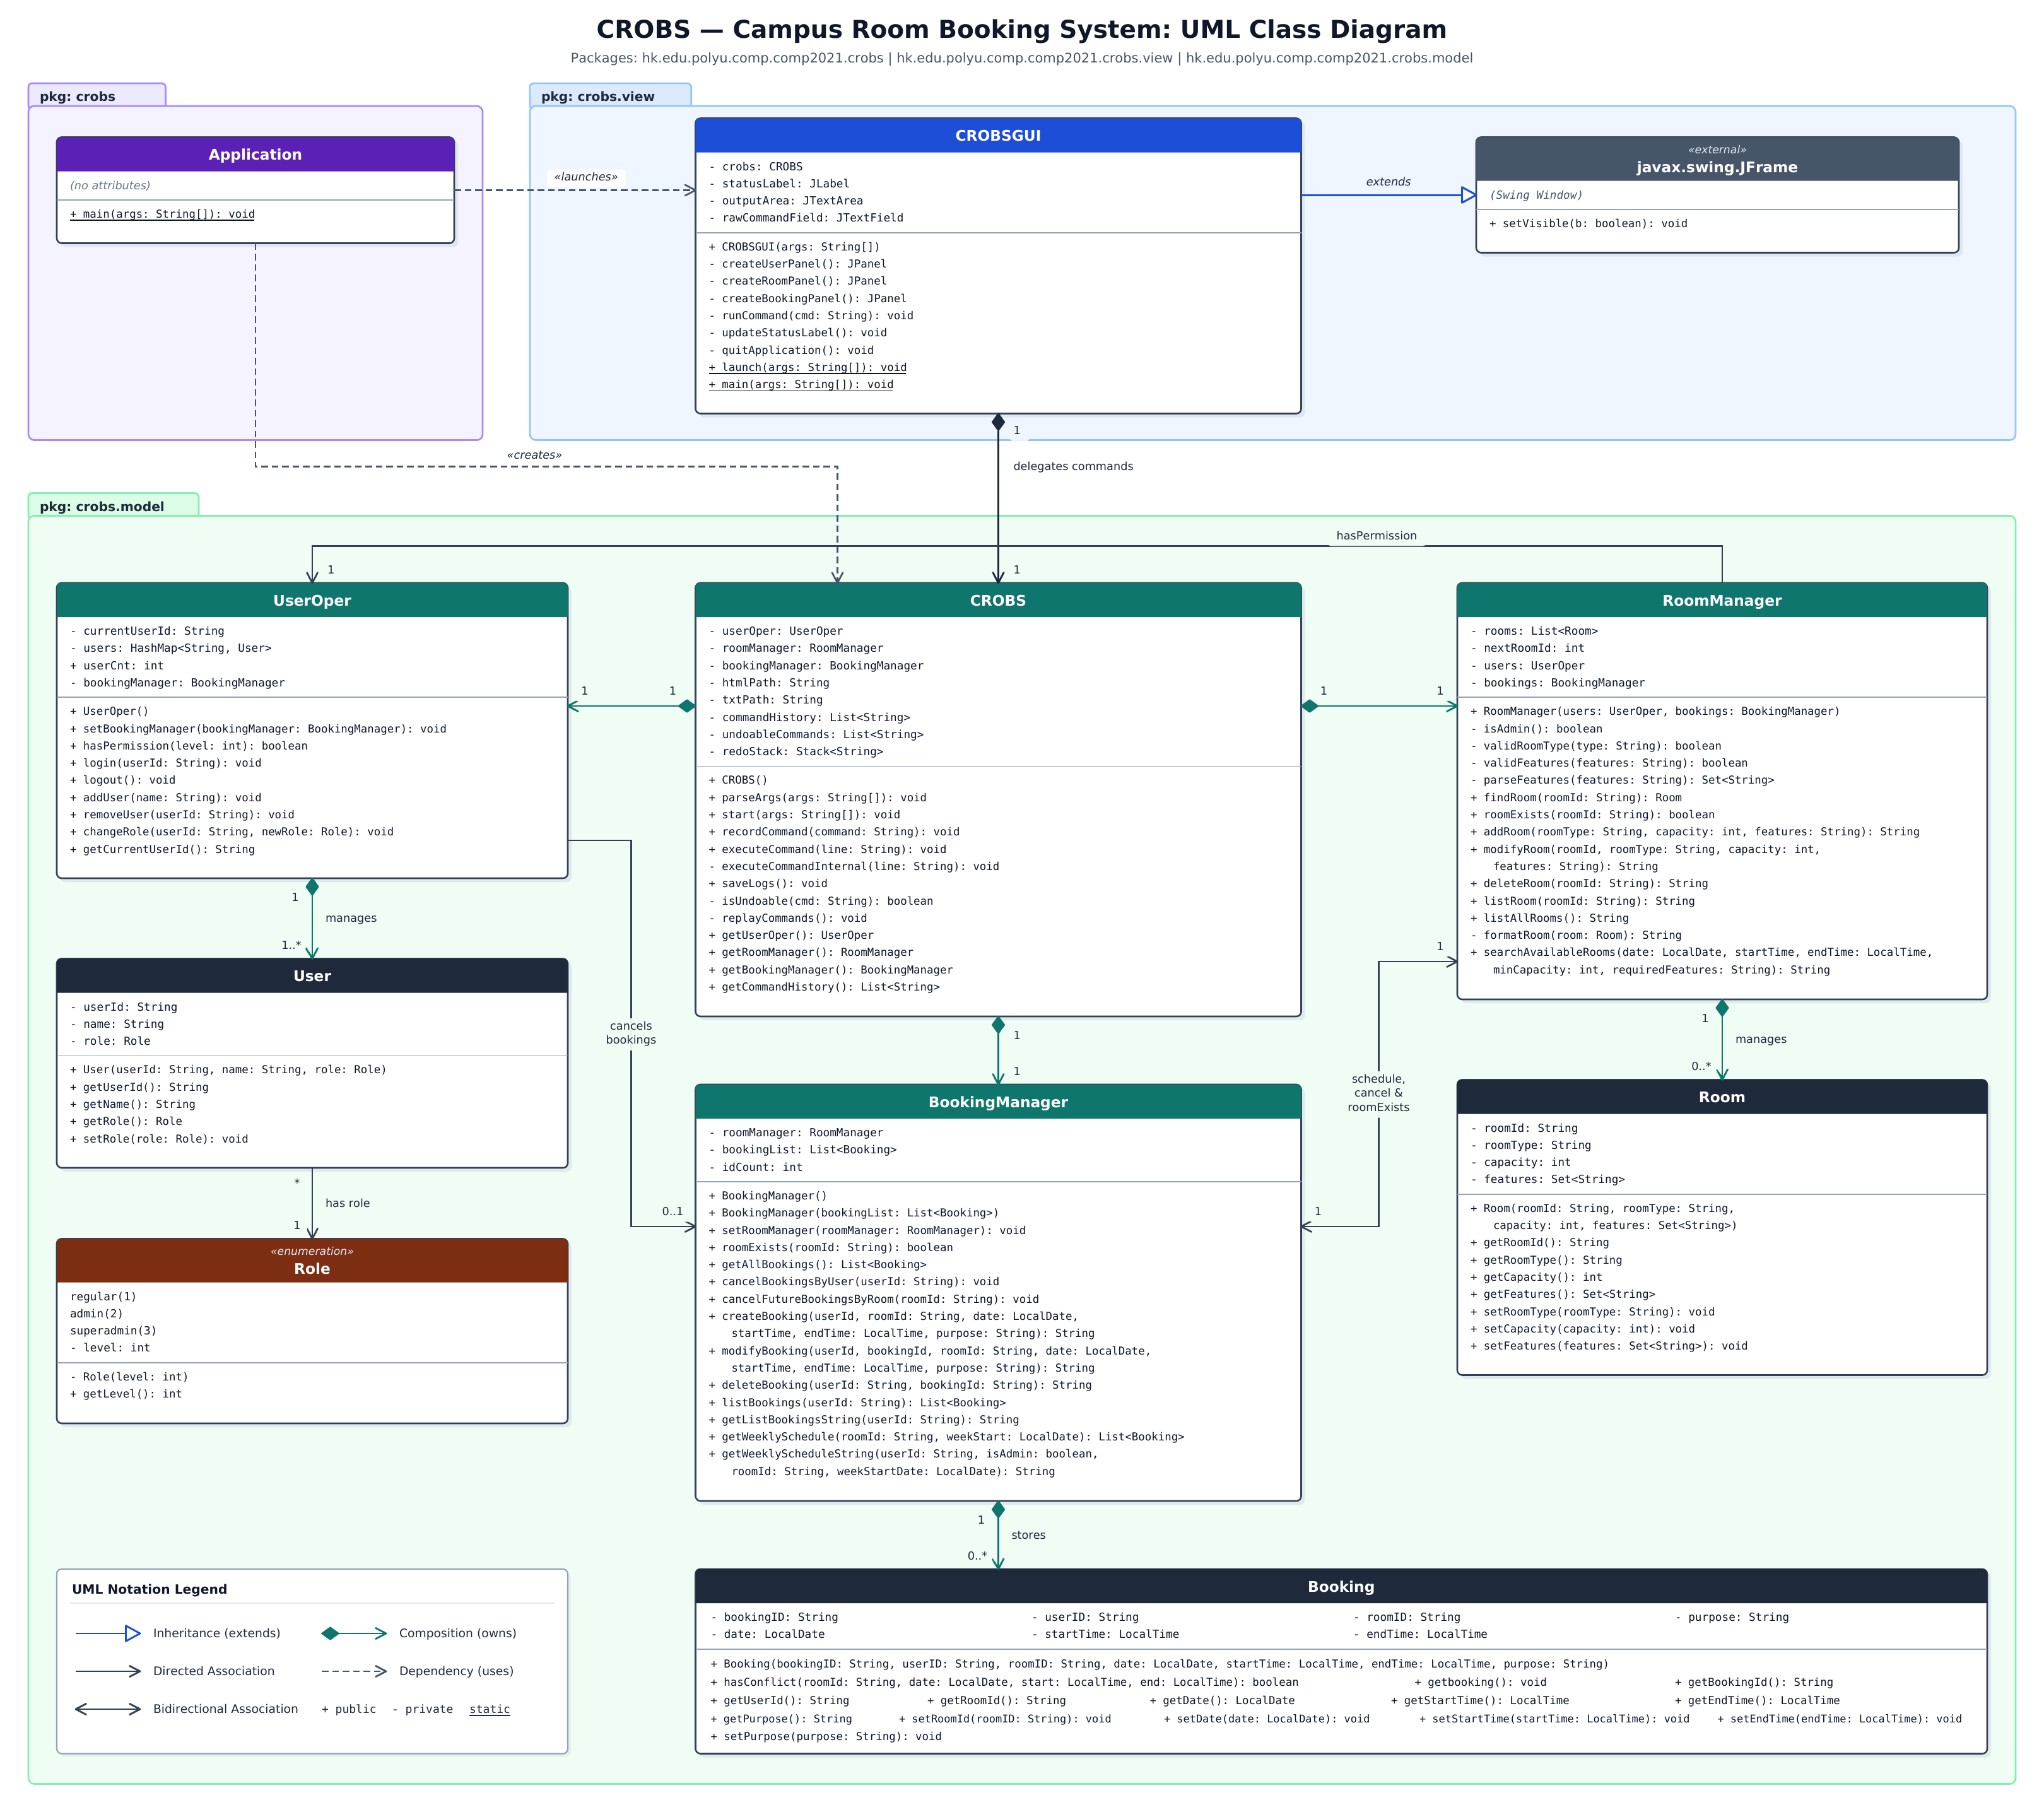 CROBS — Campus Room Booking System: UML Class Diagram
Packages: hk.edu.polyu.comp.comp2021.crobs | hk.edu.polyu.comp.comp2021.crobs.view | hk.edu.polyu.comp.comp2021.crobs.model
pkg: crobs
Application
(no attributes)
+ main(args: String[]): void
«launches»
pkg: crobs.view
CROBSGUI
- crobs: CROBS
- statusLabel: JLabel
- outputArea: JTextArea
- rawCommandField: JTextField
+ CROBSGUI(args: String[])
- createUserPanel(): JPanel
- createRoomPanel(): JPanel
- createBookingPanel(): JPanel
- runCommand(cmd: String): void
- updateStatusLabel(): void
- quitApplication(): void
+ launch(args: String[]): void
+ main(args: String[]): void
extends
«external»
javax.swing.JFrame
(Swing Window)
+ setVisible(b: boolean): void
1
«creates»
delegates commands
pkg: crobs.model
hasPermission
1
1
UserOper
- currentUserId: String
- users: HashMap<String, User>
+ userCnt: int
- bookingManager: BookingManager
+ UserOper()
+ setBookingManager(bookingManager: BookingManager): void
+ hasPermission(level: int): boolean
+ login(userId: String): void
+ logout(): void
+ addUser(name: String): void
+ removeUser(userId: String): void
+ changeRole(userId: String, newRole: Role): void
+ getCurrentUserId(): String
1
1
CROBS
- userOper: UserOper
- roomManager: RoomManager
- bookingManager: BookingManager
- htmlPath: String
- txtPath: String
- commandHistory: List<String>
- undoableCommands: List<String>
- redoStack: Stack<String>
+ CROBS()
+ parseArgs(args: String[]): void
+ start(args: String[]): void
+ recordCommand(command: String): void
+ executeCommand(line: String): void
- executeCommandInternal(line: String): void
+ saveLogs(): void
- isUndoable(cmd: String): boolean
- replayCommands(): void
+ getUserOper(): UserOper
+ getRoomManager(): RoomManager
+ getBookingManager(): BookingManager
+ getCommandHistory(): List<String>
1
1
RoomManager
- rooms: List<Room>
- nextRoomId: int
- users: UserOper
- bookings: BookingManager
+ RoomManager(users: UserOper, bookings: BookingManager)
- isAdmin(): boolean
- validRoomType(type: String): boolean
- validFeatures(features: String): boolean
- parseFeatures(features: String): Set<String>
+ findRoom(roomId: String): Room
+ roomExists(roomId: String): boolean
+ addRoom(roomType: String, capacity: int, features: String): String
+ modifyRoom(roomId, roomType: String, capacity: int,
features: String): String
+ deleteRoom(roomId: String): String
+ listRoom(roomId: String): String
+ listAllRooms(): String
- formatRoom(room: Room): String
+ searchAvailableRooms(date: LocalDate, startTime, endTime: LocalTime,
minCapacity: int, requiredFeatures: String): String
1
manages
1..*
User
- userId: String
- name: String
- role: Role
+ User(userId: String, name: String, role: Role)
+ getUserId(): String
+ getName(): String
+ getRole(): Role
+ setRole(role: Role): void
*
has role
1
«enumeration»
Role
regular(1)
admin(2)
superadmin(3)
- level: int
- Role(level: int)
+ getLevel(): int
cancels
bookings
0..1
1
1
BookingManager
- roomManager: RoomManager
- bookingList: List<Booking>
- idCount: int
+ BookingManager()
+ BookingManager(bookingList: List<Booking>)
+ setRoomManager(roomManager: RoomManager): void
+ roomExists(roomId: String): boolean
+ getAllBookings(): List<Booking>
+ cancelBookingsByUser(userId: String): void
+ cancelFutureBookingsByRoom(roomId: String): void
+ createBooking(userId, roomId: String, date: LocalDate,
startTime, endTime: LocalTime, purpose: String): String
+ modifyBooking(userId, bookingId, roomId: String, date: LocalDate,
startTime, endTime: LocalTime, purpose: String): String
+ deleteBooking(userId: String, bookingId: String): String
+ listBookings(userId: String): List<Booking>
+ getListBookingsString(userId: String): String
+ getWeeklySchedule(roomId: String, weekStart: LocalDate): List<Booking>
+ getWeeklyScheduleString(userId: String, isAdmin: boolean,
roomId: String, weekStartDate: LocalDate): String
1
schedule,
cancel &
roomExists
1
1
manages
0..*
Room
- roomId: String
- roomType: String
- capacity: int
- features: Set<String>
+ Room(roomId: String, roomType: String,
capacity: int, features: Set<String>)
+ getRoomId(): String
+ getRoomType(): String
+ getCapacity(): int
+ getFeatures(): Set<String>
+ setRoomType(roomType: String): void
+ setCapacity(capacity: int): void
+ setFeatures(features: Set<String>): void
1
stores
0..*
UML Notation Legend
Inheritance (extends) Composition (owns)
Directed Association Dependency (uses)
Bidirectional Association + public - private static
Booking
- bookingID: String - userID: String - roomID: String - purpose: String
- date: LocalDate - startTime: LocalTime - endTime: LocalTime
+ Booking(bookingID: String, userID: String, roomID: String, date: LocalDate, startTime: LocalTime, endTime: LocalTime, purpose: String)
+ hasConflict(roomId: String, date: LocalDate, start: LocalTime, end: LocalTime): boolean + getbooking(): void + getBookingId(): String
+ getUserId(): String + getRoomId(): String + getDate(): LocalDate + getStartTime(): LocalTime + getEndTime(): LocalTime
+ getPurpose(): String + setRoomId(roomID: String): void + setDate(date: LocalDate): void + setStartTime(startTime: LocalTime): void + setEndTime(endTime: LocalTime): void
+ setPurpose(purpose: String): void